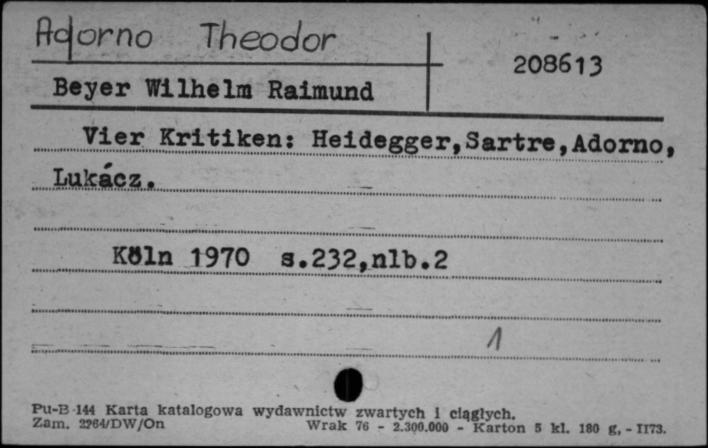 Adorno Theodor
208613
Beyer Wilhelm Raimund
Vier Kritiken: Heidegger,Sartre,Adorno,
Lukácz.
Köln 1970 s.232,nlb.2
1
Pu-B 144 Karta katalogowa wydawnictw zwartych i ciągłych.
Zam. 2964/DW/On Wrak 76 - 2.300.000 - Karton 5 kl. 180 g, - II73.